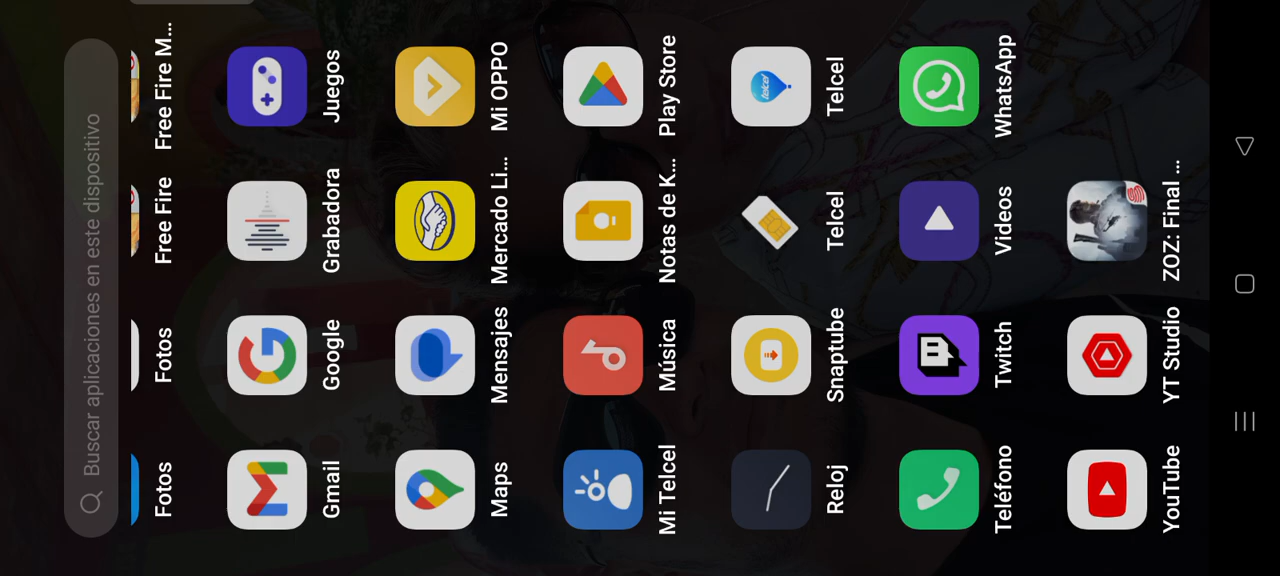 Buscar aplicaciones en este dispositivo
Fotos
Fotos
Free Fire
Free Fire M...
Gmail
Google
Grabadora
Juegos
Maps
Mensajes
Mercado Li...
Mi OPPO
Mi Telcel
Música
Notas de K...
Play Store
Reloj
Snaptube
Telcel
telcel
Telcel
Teléfono
Twitch
Videos
WhatsApp
YouTube
YT Studio
ZOZ: Final ...